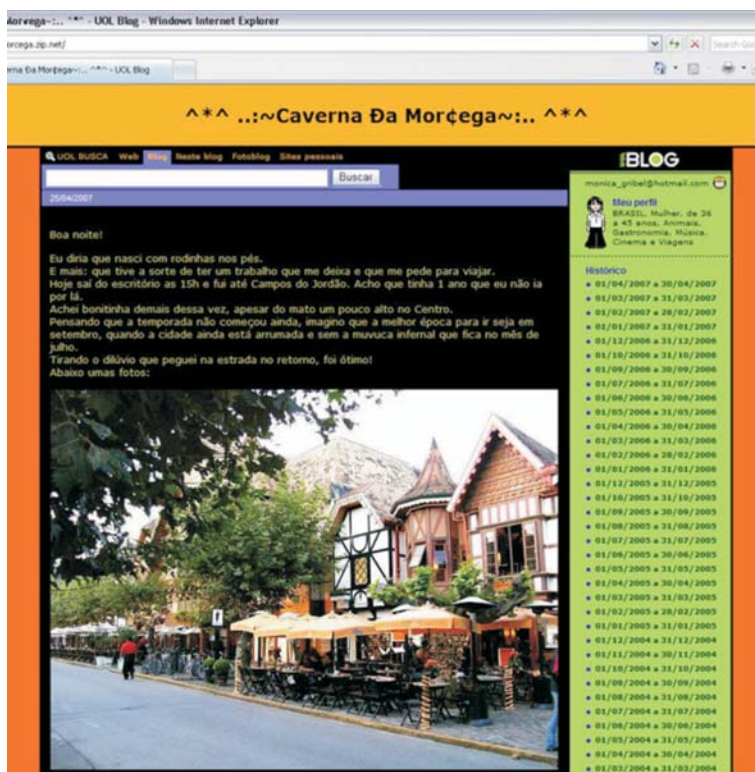 Morcega~:.. ^*^ - UOL Blog - Windows Internet Explorer
orcega.zip.net/
Search Goo
erna Ða Mor¢ega~:.. ^*^ - UOL Blog
^*^ ..:~Caverna Ða Mor¢ega~:.. ^*^
UOL BUSCA Web Blog Neste blog Fotoblog Sites pessoais
Buscar
25/04/2007
Boa noite!
Eu diria que nasci com rodinhas nos pés.
E mais: que tive a sorte de ter um trabalho que me deixa e que me pede para viajar.
Hoje saí do escritório as 15h e fui até Campos do Jordão. Acho que tinha 1 ano que eu não ia
por lá.
Achei bonitinha demais dessa vez, apesar do mato um pouco alto no Centro.
Pensando que a temporada não começou ainda, imagino que a melhor época para ir seja em
setembro, quando a cidade ainda está arrumada e sem a muvuca infernal que fica no mês de
julho.
Tirando o dilúvio que peguei na estrada no retorno, foi ótimo!
Abaixo umas fotos:
BLOG
monica_gribel@hotmail.com
Meu perfil
BRASIL, Mulher, de 36
a 45 anos, Animais,
Gastronomia, Música,
Cinema e Viagens
Histórico
01/04/2007 a 30/04/2007
01/03/2007 a 31/03/2007
01/02/2007 a 28/02/2007
01/01/2007 a 31/01/2007
01/12/2006 a 31/12/2006
01/10/2006 a 31/10/2006
01/09/2006 a 30/09/2006
01/07/2006 a 31/07/2006
01/06/2006 a 30/06/2006
01/05/2006 a 31/05/2006
01/04/2006 a 30/04/2006
01/03/2006 a 31/03/2006
01/02/2006 a 28/02/2006
01/01/2006 a 31/01/2006
01/12/2005 a 31/12/2005
01/10/2005 a 31/10/2005
01/09/2005 a 30/09/2005
01/08/2005 a 31/08/2005
01/07/2005 a 31/07/2005
01/06/2005 a 30/06/2005
01/05/2005 a 31/05/2005
01/04/2005 a 30/04/2005
01/03/2005 a 31/03/2005
01/02/2005 a 28/02/2005
01/01/2005 a 31/01/2005
01/12/2004 a 31/12/2004
01/11/2004 a 30/11/2004
01/10/2004 a 31/10/2004
01/09/2004 a 30/09/2004
01/08/2004 a 31/08/2004
01/07/2004 a 31/07/2004
01/06/2004 a 30/06/2004
01/05/2004 a 31/05/2004
01/04/2004 a 30/04/2004
01/03/2004 a 31/03/2004